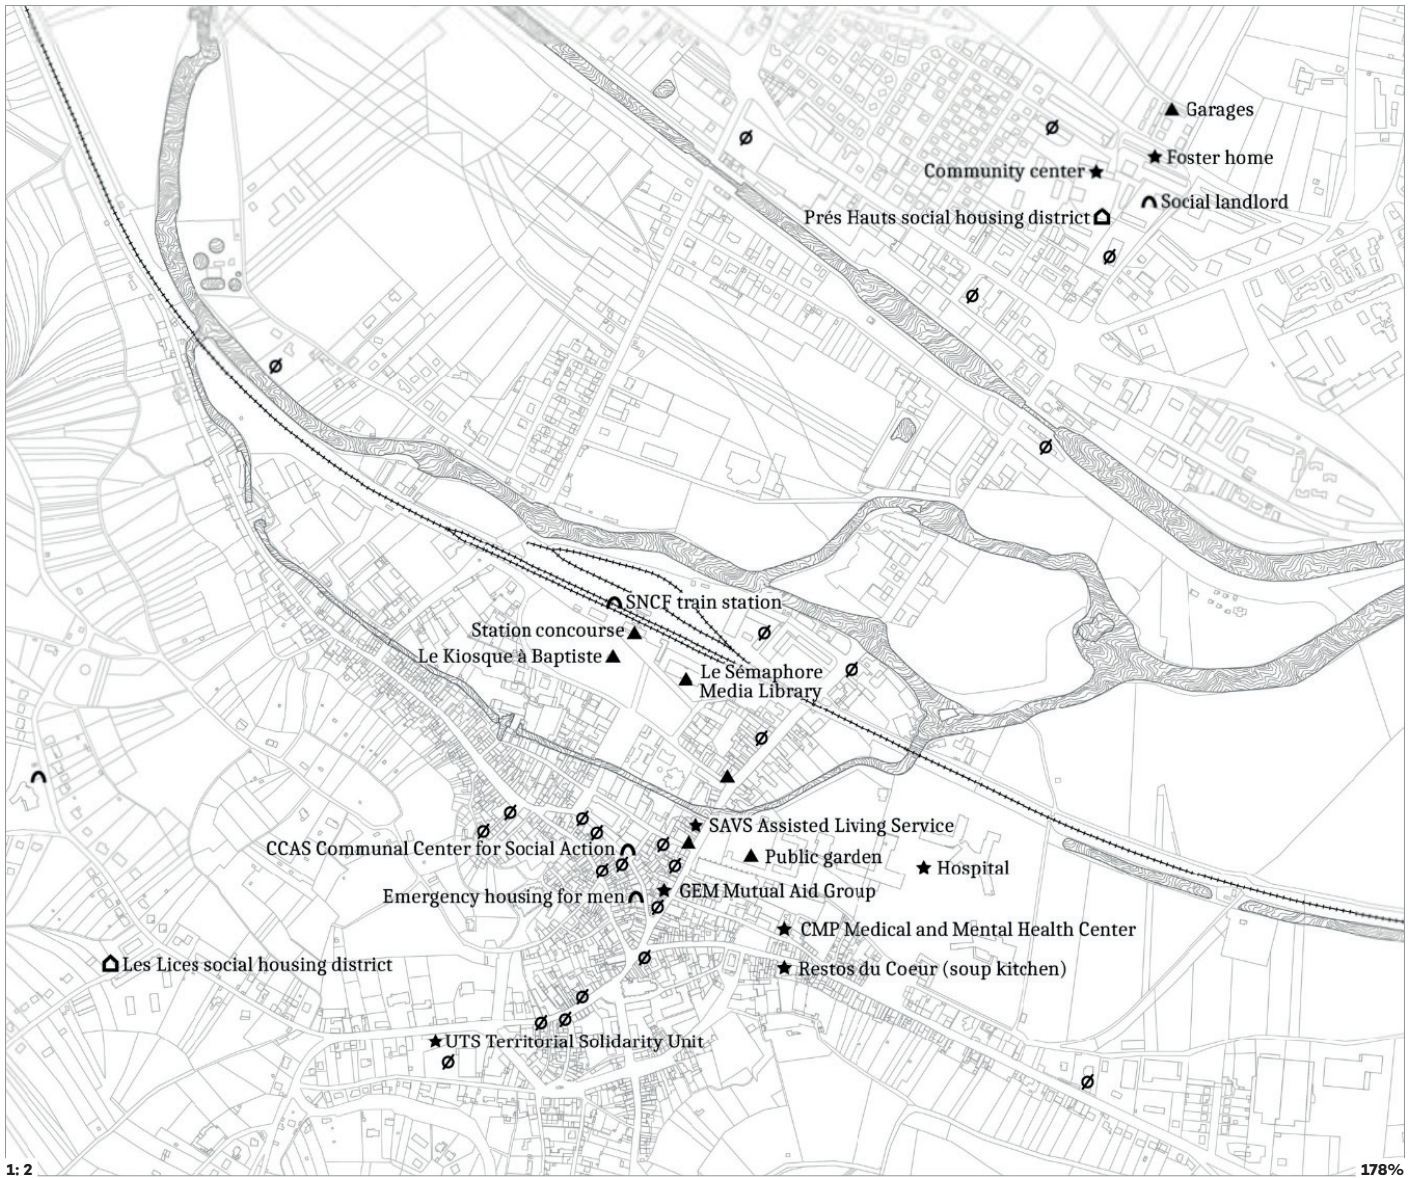 Garages
Foster home
Community center
Social landlord
Prés Hauts social housing district
SNCF train station
Station concourse
Le Kiosque à Baptiste
Le Sémaphore
Media Library
SAVS Assisted Living Service
CCAS Communal Center for Social Action
Public garden
Hospital
GEM Mutual Aid Group
Emergency housing for men
CMP Medical and Mental Health Center
Les Lices social housing district
Restos du Coeur (soup kitchen)
UTS Territorial Solidarity Unit
1: 2
178%